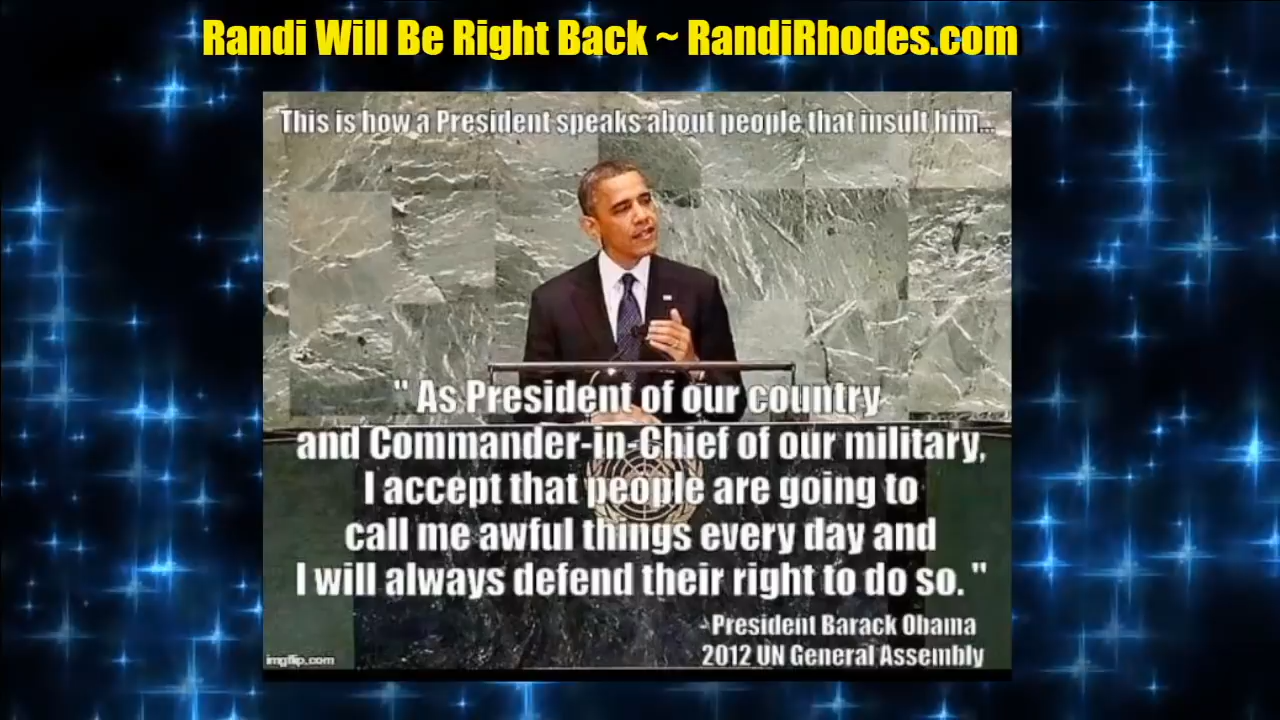 Randi Will Be Right Back ~ RandiRhodes.com
This is how a President speaks about people that insult him...
" As President of our country
and Commander-in-Chief of our military,
I accept that people are going to
call me awful things every day and
I will always defend their right to do so. "
- President Barack Obama
2012 UN General Assembly
imgflip.com